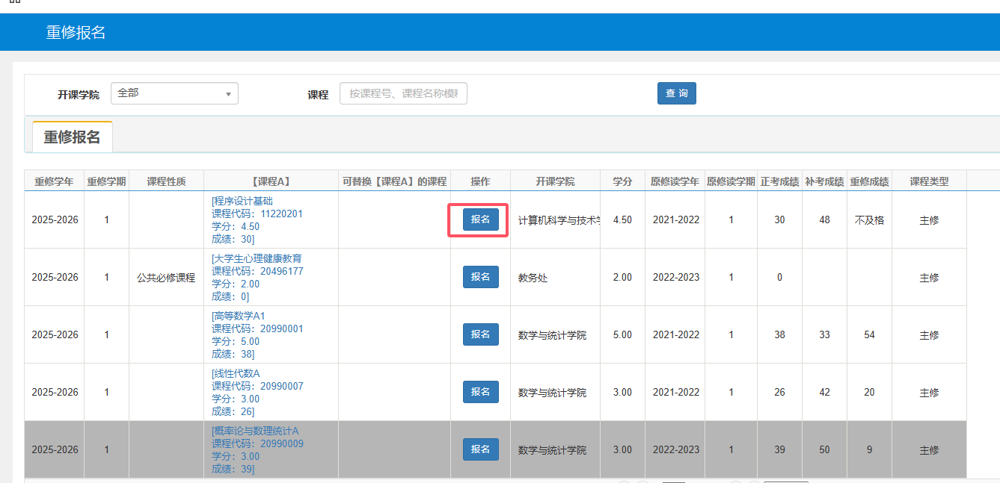 重修报名
开课学院 全部 课程 按课程号、课程名称模糊 查 询
重修报名
重修学年 重修学期 课程性质 【课程A】 可替换【课程A】的课程 操作 开课学院 学分 原修读学年 原修读学期 正考成绩 补考成绩 重修成绩 课程类型
[程序设计基础
课程代码：11220201
学分：4.50
成绩：30]
2025-2026 1 报名 计算机科学与技术学 4.50 2021-2022 1 30 48 不及格 主修
[大学生心理健康教育
课程代码：20496177
学分：2.00
成绩：0]
2025-2026 1 公共必修课程 报名 教务处 2.00 2022-2023 1 0 主修
[高等数学A1
课程代码：20990001
学分：5.00
成绩：38]
2025-2026 1 报名 数学与统计学院 5.00 2021-2022 1 38 33 54 主修
[线性代数A
课程代码：20990007
学分：3.00
成绩：26]
2025-2026 1 报名 数学与统计学院 3.00 2021-2022 1 26 42 20 主修
[概率论与数理统计A
课程代码：20990009
学分：3.00
成绩：39]
2025-2026 1 报名 数学与统计学院 3.00 2022-2023 1 39 50 9 主修